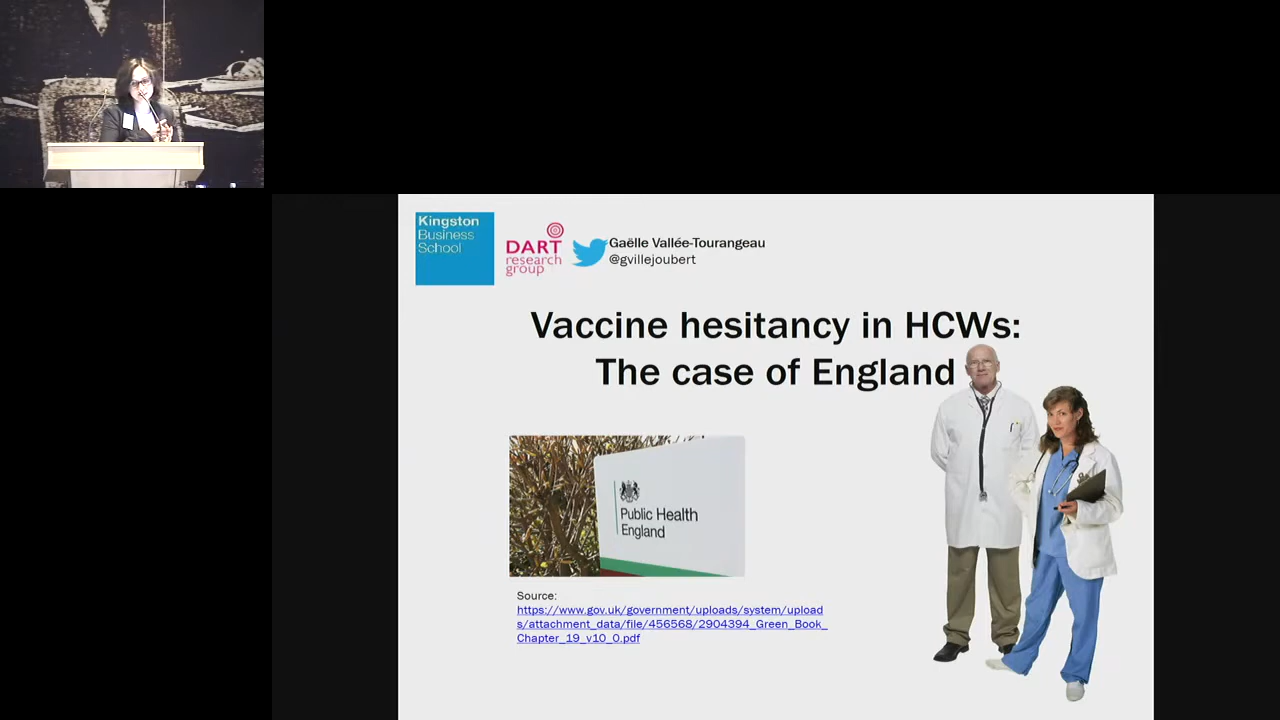 Kingston
Business
School
DART
research
group
Gaëlle Vallée-Tourangeau
@gvillejoubert
Vaccine hesitancy in HCWs:
The case of England
Public Health
England
Source:
https://www.gov.uk/government/uploads/system/upload
s/attachment_data/file/456568/2904394_Green_Book_
Chapter_19_v10_0.pdf